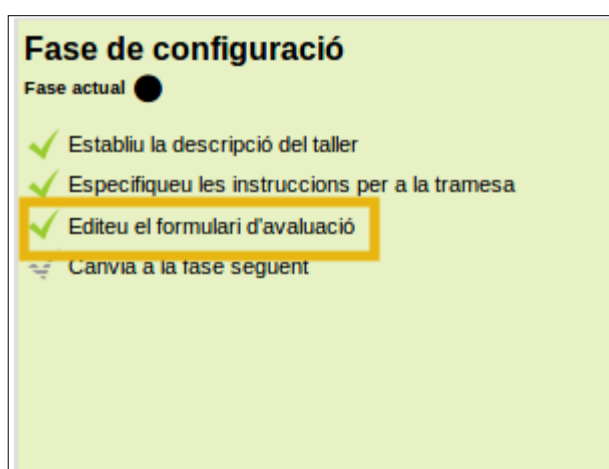 Fase de configuració
Fase actual
Establiu la descripció del taller
Especifiqueu les instruccions per a la tramesa
Editeu el formulari d'avaluació
Canvia a la fase següent